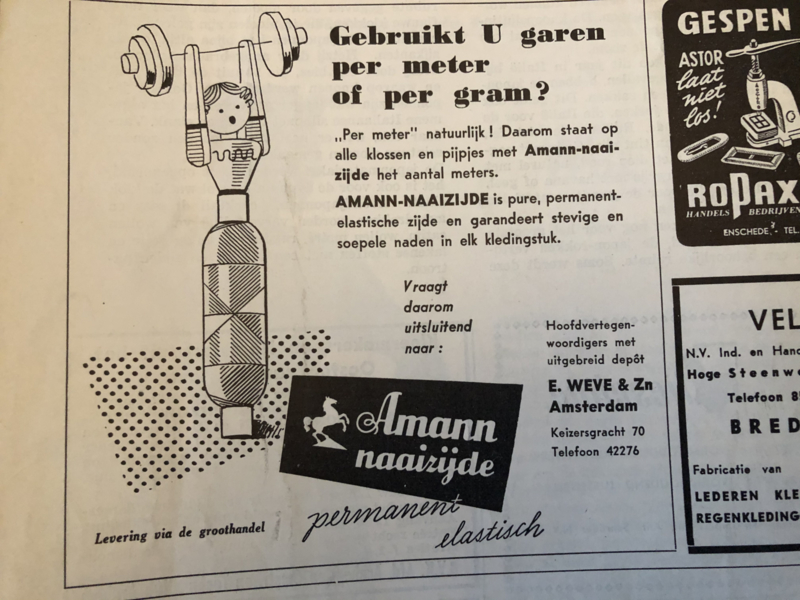 Gebruikt U garen
per meter
of per gram?
„Per meter" natuurlijk! Daarom staat op
alle klossen en pijpjes met Amann-naai-
zijde het aantal meters.
AMANN-NAAIZIJDE is pure, permanent-
elastische zijde en garandeert stevige en
soepele naden in elk kledingstuk.
Vraagt
daarom
uitsluitend
naar :
Hoofdvertegen-
woordigers met
uitgebreid depôt
E. WEVE & Zn
Amsterdam
Keizersgracht 70
Telefoon 42276
Amann
naaizijde
permanent
elastisch
Levering via de groothandel
GESPEN
ASTOR
laat
niet
los!
ROPAX
HANDELS BEDRIJVEN
ENSCHEDE, TEL.
VEL
N.V. Ind. en Hand
Hoge Steenwe
Telefoon 8
BRED
Fabricatie van
LEDEREN KLE
REGENKLEDING